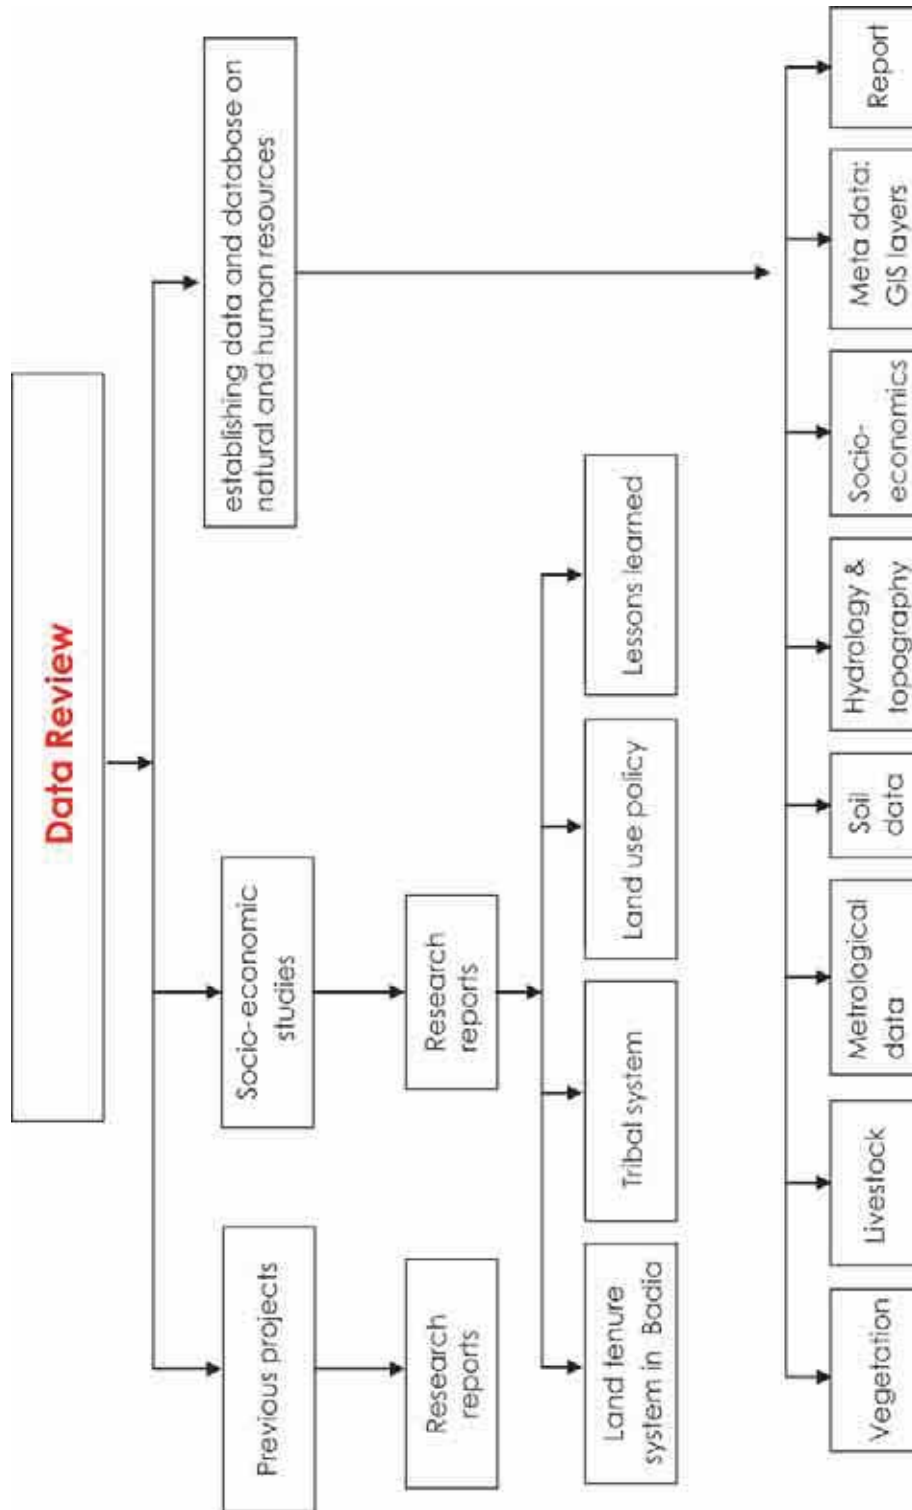 Data Review
Previous projects
Socio-economic
studies
establishing data and database on
natural and human resources
Research
reports
Research
reports
Land tenure
system in Badia
Tribal system
Land use policy
Lessons learned
Vegetation
Livestock
Metrological
data
Soil
data
Hydrology &
topography
Socio-
economics
Meta data:
GIS layers
Report